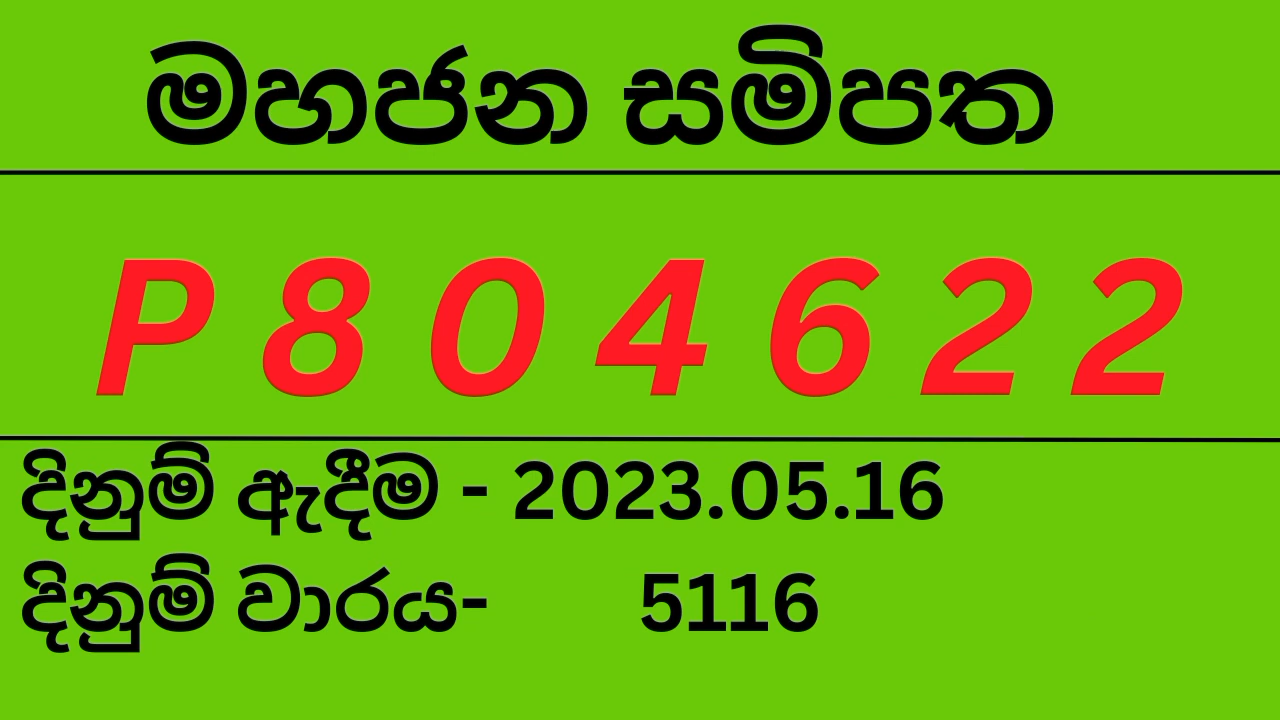 මහජන සමිපත
P 8 0 4 6 2 2
දිනුම් ඇදීම - 2023.05.16
දිනුම් වාරය- 5116